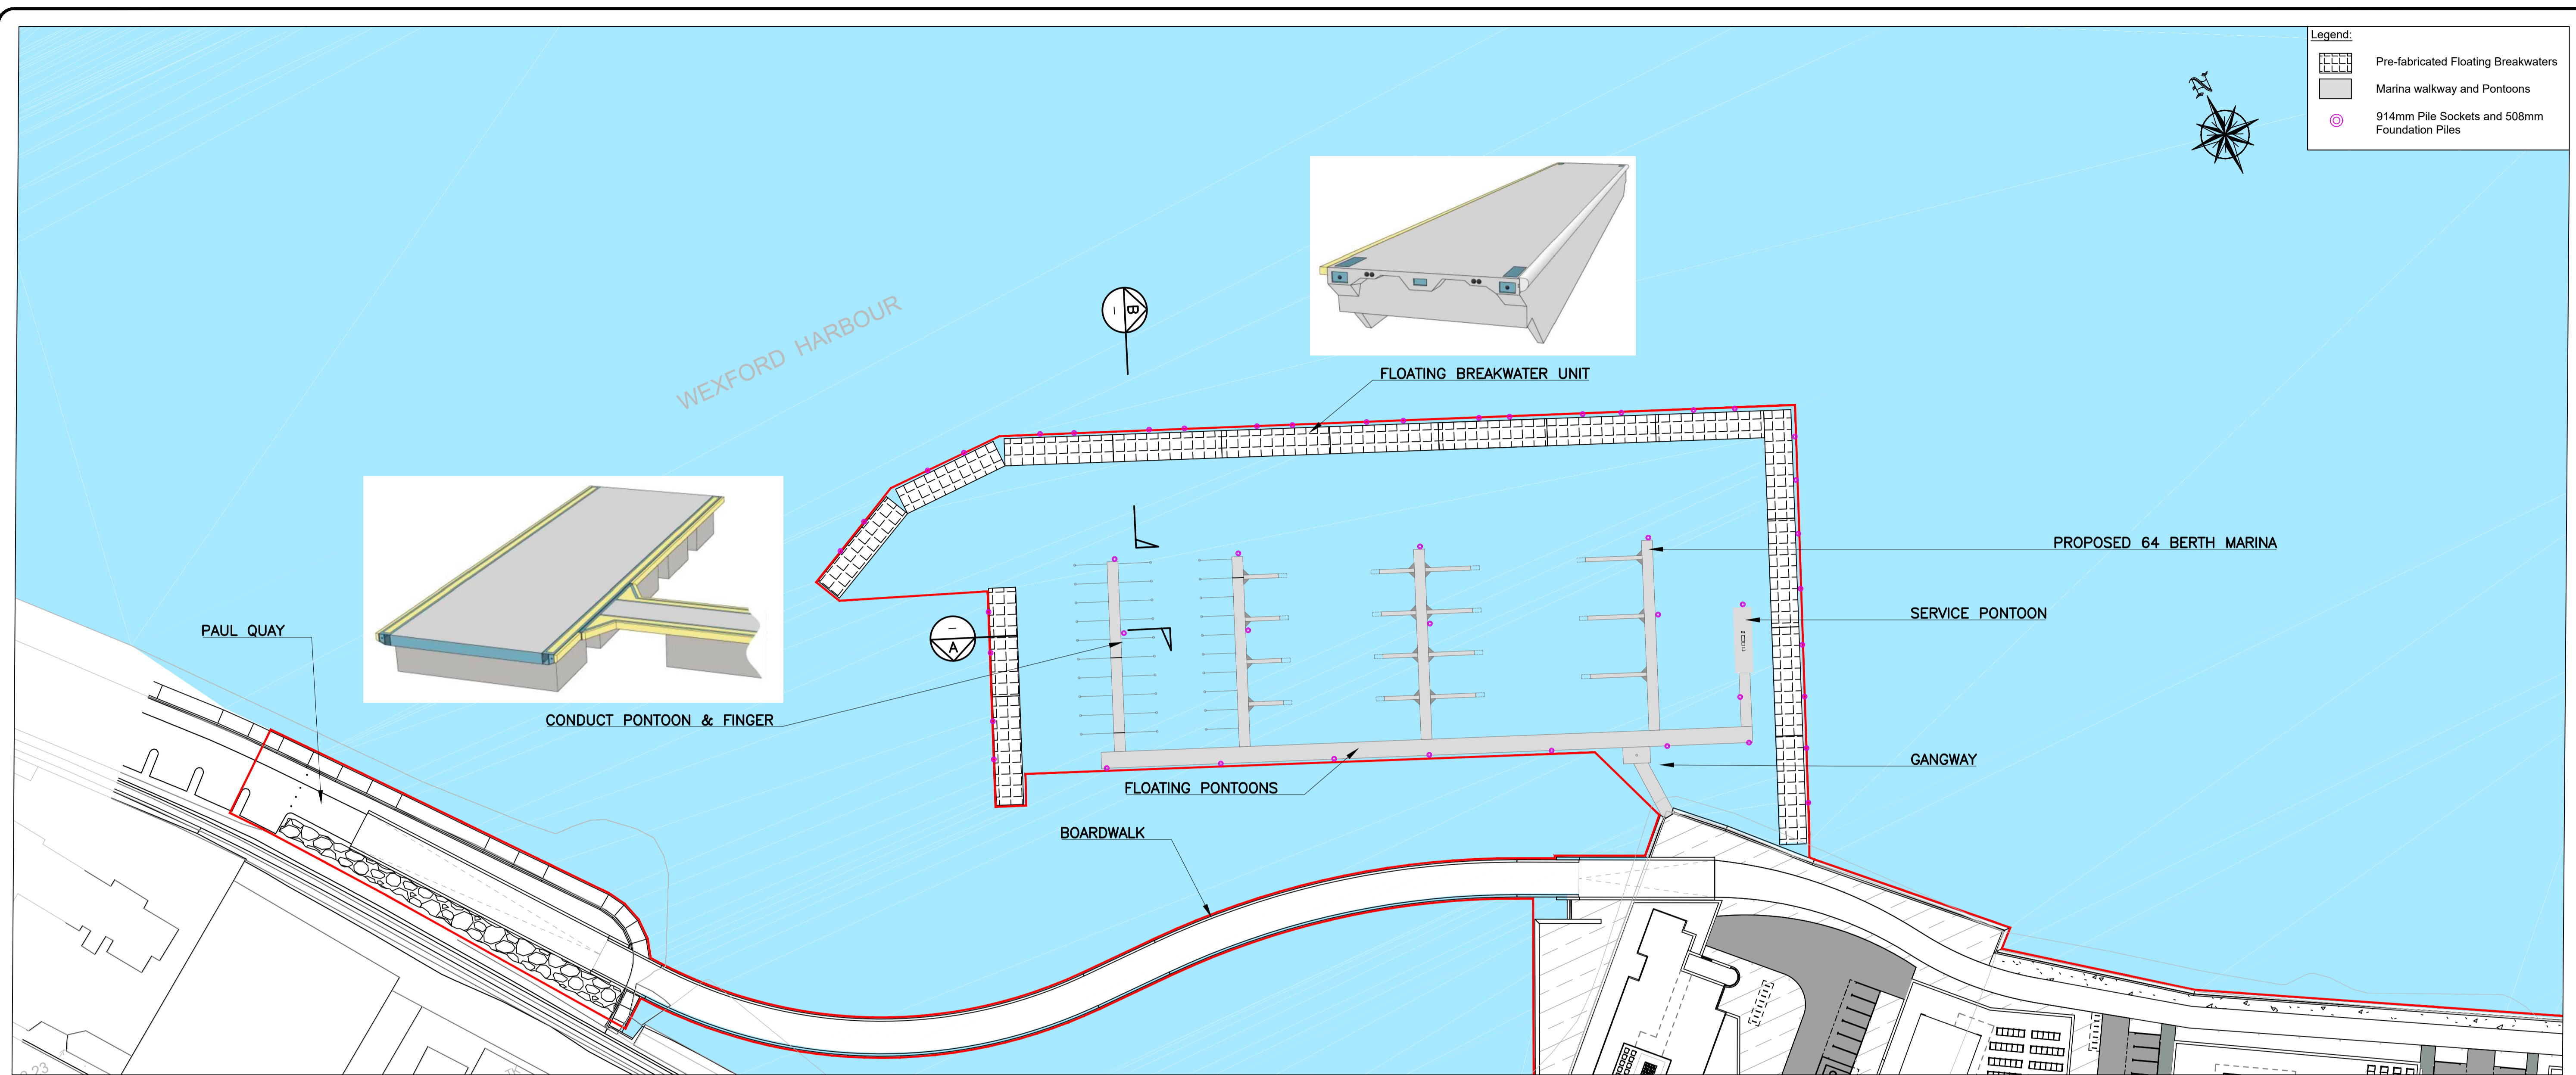 Legend:
Pre-fabricated Floating Breakwaters
Marina walkway and Pontoons
914mm Pile Sockets and 508mm
Foundation Piles
N
WEXFORD HARBOUR
B
FLOATING BREAKWATER UNIT
PROPOSED 64 BERTH MARINA
SERVICE PONTOON
PAUL QUAY
A
CONDUCT PONTOON & FINGER
GANGWAY
FLOATING PONTOONS
BOARDWALK